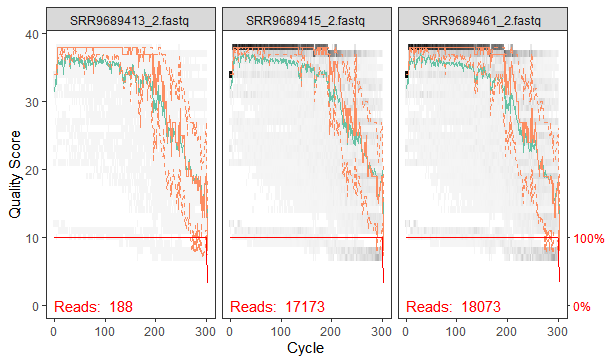 SRR9689413_2.fastq SRR9689415_2.fastq SRR9689461_2.fastq
40
30
20
10
0
Quality Score
100%
0%
Reads: 188 Reads: 17173 Reads: 18073
0 100 200 300 0 100 200 300 0 100 200 300
Cycle